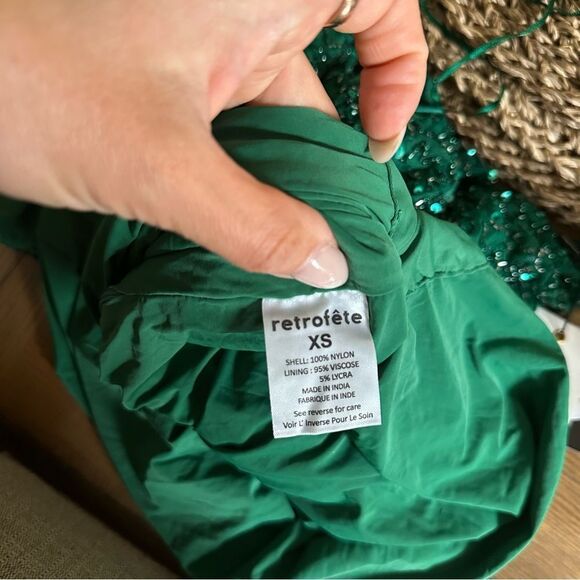 retrofête
XS
SHELL: 100% NYLON
LINING : 95% VISCOSE
5% LYCRA
MADE IN INDIA
FABRIQUE IN INDE
See reverse for care
Voir L' Inverse Pour Le Soin